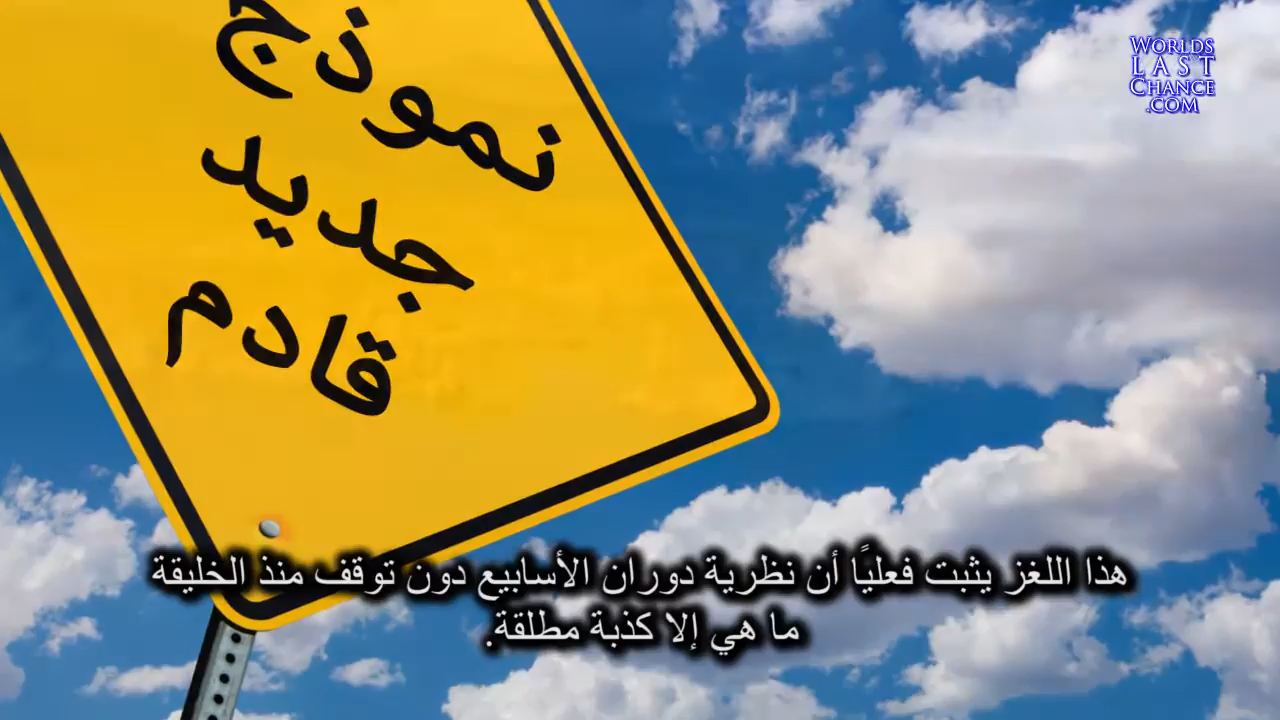 نموذج
جديد
قادم
WORLDS
LAST
CHANCE
.COM
هذا اللغز يثبت فعليًا أن نظرية دوران الأسابيع دون توقف منذ الخليقة
ما هي إلا كذبة مطلقة.